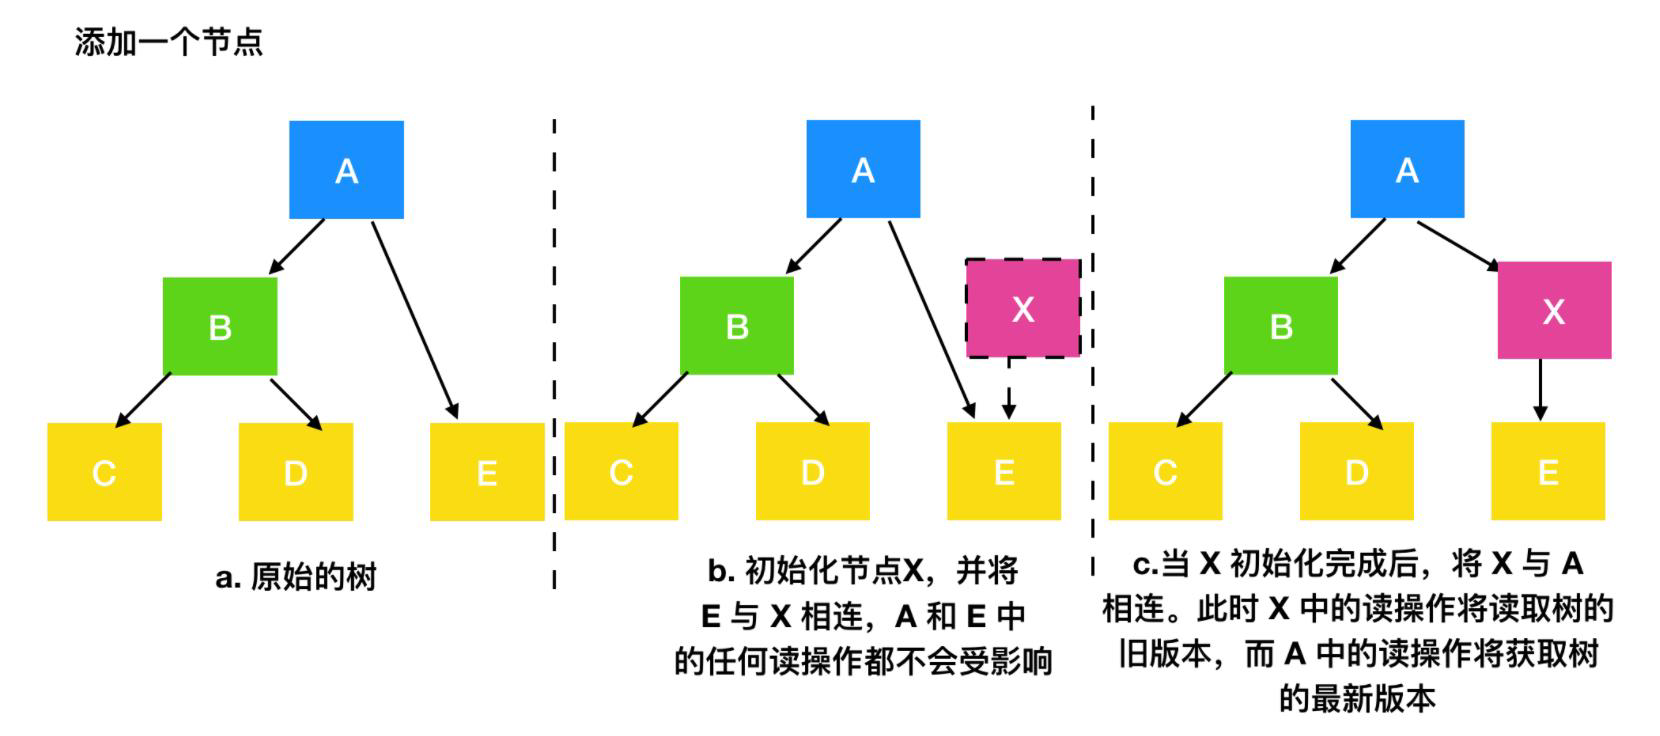 添加一个节点
A
B
C
D
E
a. 原始的树
A
X
B
C
D
E
b. 初始化节点X，并将
E 与 X 相连，A 和 E 中
的任何读操作都不会受影响
A
X
B
C
D
E
c.当 X 初始化完成后，将 X 与 A
相连。此时 X 中的读操作将读取树的
旧版本，而 A 中的读操作将获取树
的最新版本